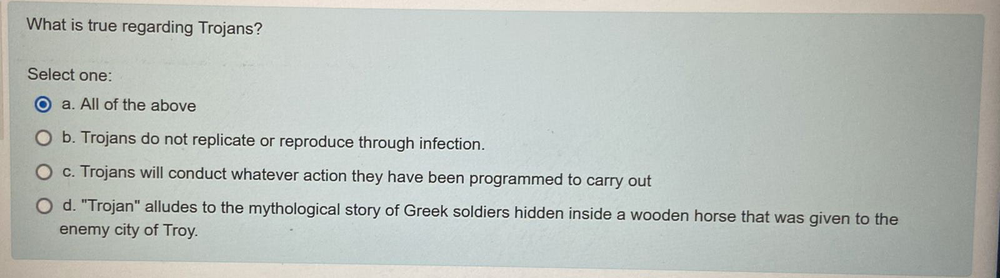 What is true regarding Trojans?
Select one:
a. All of the above
b. Trojans do not replicate or reproduce through infection.
c. Trojans will conduct whatever action they have been programmed to carry out
d. "Trojan" alludes to the mythological story of Greek soldiers hidden inside a wooden horse that was given to the
enemy city of Troy.